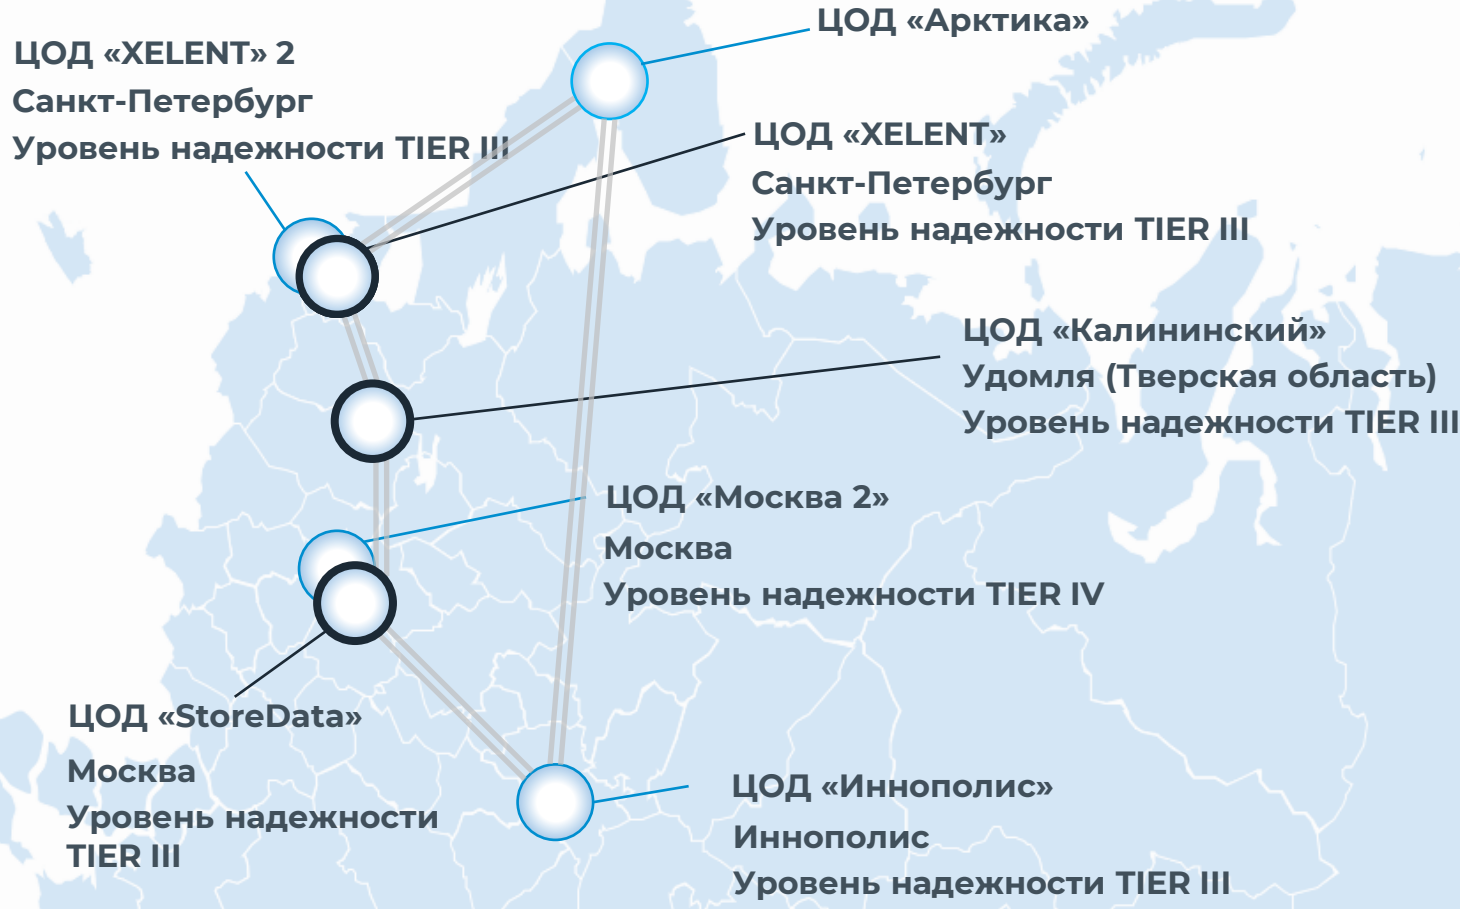 ЦОД «Арктика»
ЦОД «XELENT» 2
Санкт-Петербург
Уровень надежности TIER III
ЦОД «XELENT»
Санкт-Петербург
Уровень надежности TIER III
ЦОД «Калининский»
Удомля (Тверская область)
Уровень надежности TIER III
ЦОД «Москва 2»
Москва
Уровень надежности TIER IV
ЦОД «StoreData»
Москва
Уровень надежности
TIER III
ЦОД «Иннополис»
Иннополис
Уровень надежности TIER III